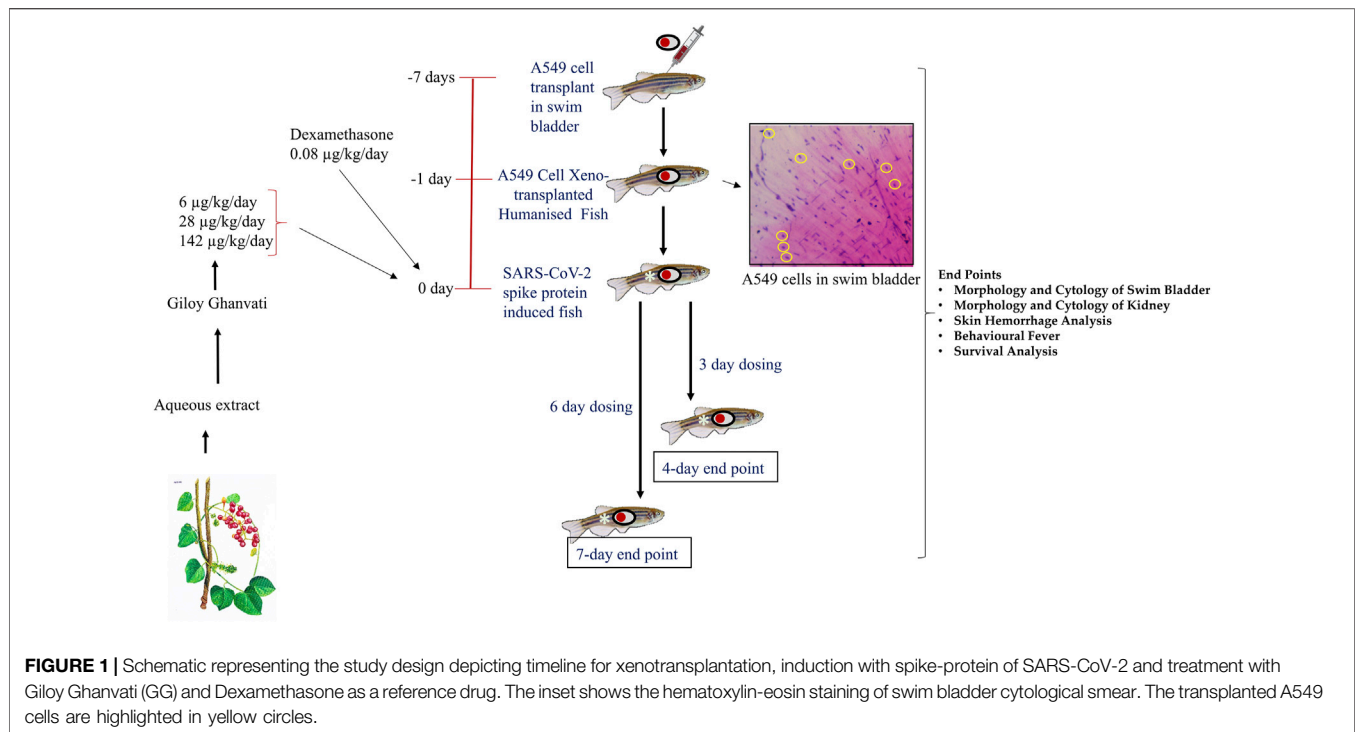 -7 days
A549 cell
transplant
in swim
bladder
Dexamethasone
0.08 µg/kg/day
-1 day
A549 Cell Xeno-
transplanted
Humanised Fish
6 µg/kg/day
28 µg/kg/day
142 µg/kg/day
0 day
SARS-CoV-2
spike protein
induced fish
A549 cells in swim bladder
Giloy Ghanvati
Aqueous extract
3 day dosing
6 day dosing
4-day end point
7-day end point
End Points
• Morphology and Cytology of Swim Bladder
• Morphology and Cytology of Kidney
• Skin Hemorrhage Analysis
• Behavioural Fever
• Survival Analysis
FIGURE 1 | Schematic representing the study design depicting timeline for xenotransplantation, induction with spike-protein of SARS-CoV-2 and treatment with
Giloy Ghanvati (GG) and Dexamethasone as a reference drug. The inset shows the hematoxylin-eosin staining of swim bladder cytological smear. The transplanted A549
cells are highlighted in yellow circles.